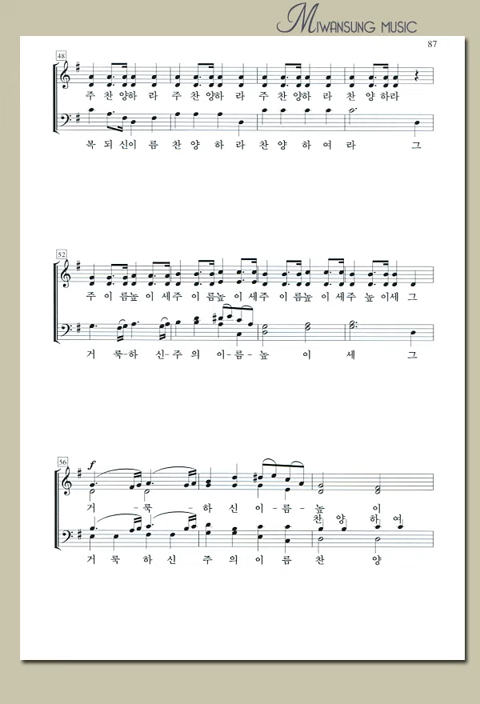 MIWANSUNG MUSIC
87
48
주 찬 양하 라 주 찬 양하 라 주 찬 양하 라 찬 양 하라
복 되 신이 름 찬 양 하 라 찬 양 하 여 라 그
52
주 이 름높 이 세주 이 름높 이 세주 이 름높 이 세주 높 이세 그
거 룩-하 신-주 의 이-름-높 이 세 그
56
f
거 - 룩- 하 신 이-름-높 이
찬 양 하 여
거 룩 하 신 주 의 이 름 찬 양